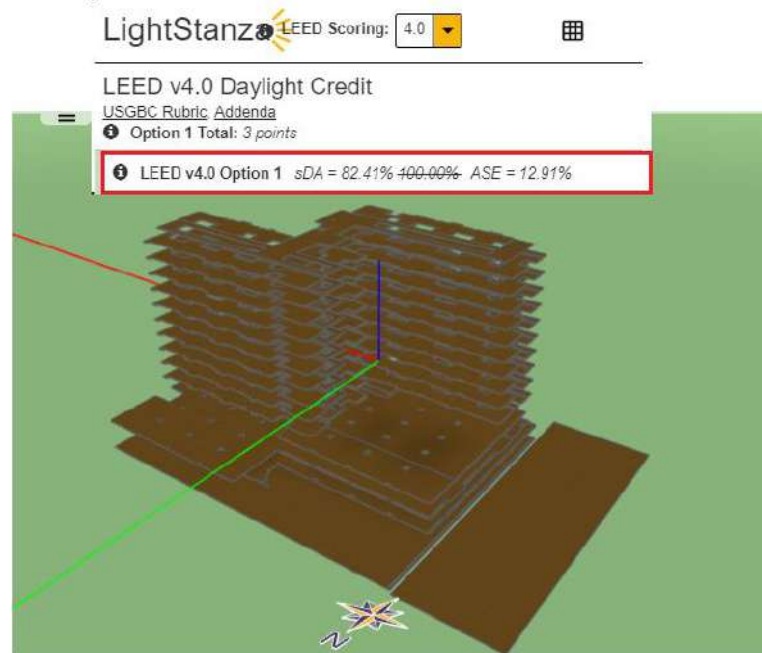 LightStanza LEED Scoring: 4.0
LEED v4.0 Daylight Credit
USGBC Rubric Addenda
Option 1 Total: 3 points
LEED v4.0 Option 1 sDA = 82.41% 100.00% ASE = 12.91%
N